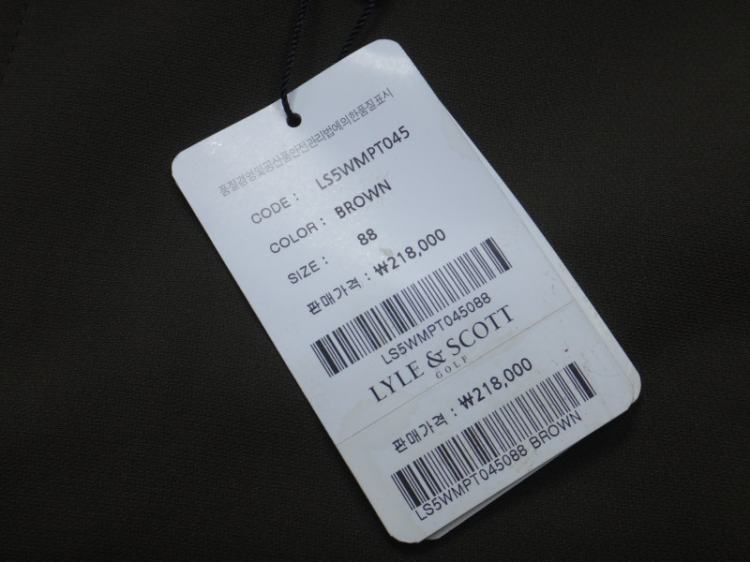 품질경영및공산품안전관리법에의한품질표시
CODE : LS5WMPT045
COLOR : BROWN
SIZE : 88
판매가격 : ₩218,000
LS5WMPT045088
LYLE & SCOTT
GOLF
판매가격 : ₩218,000
LS5WMPT045088 BROWN